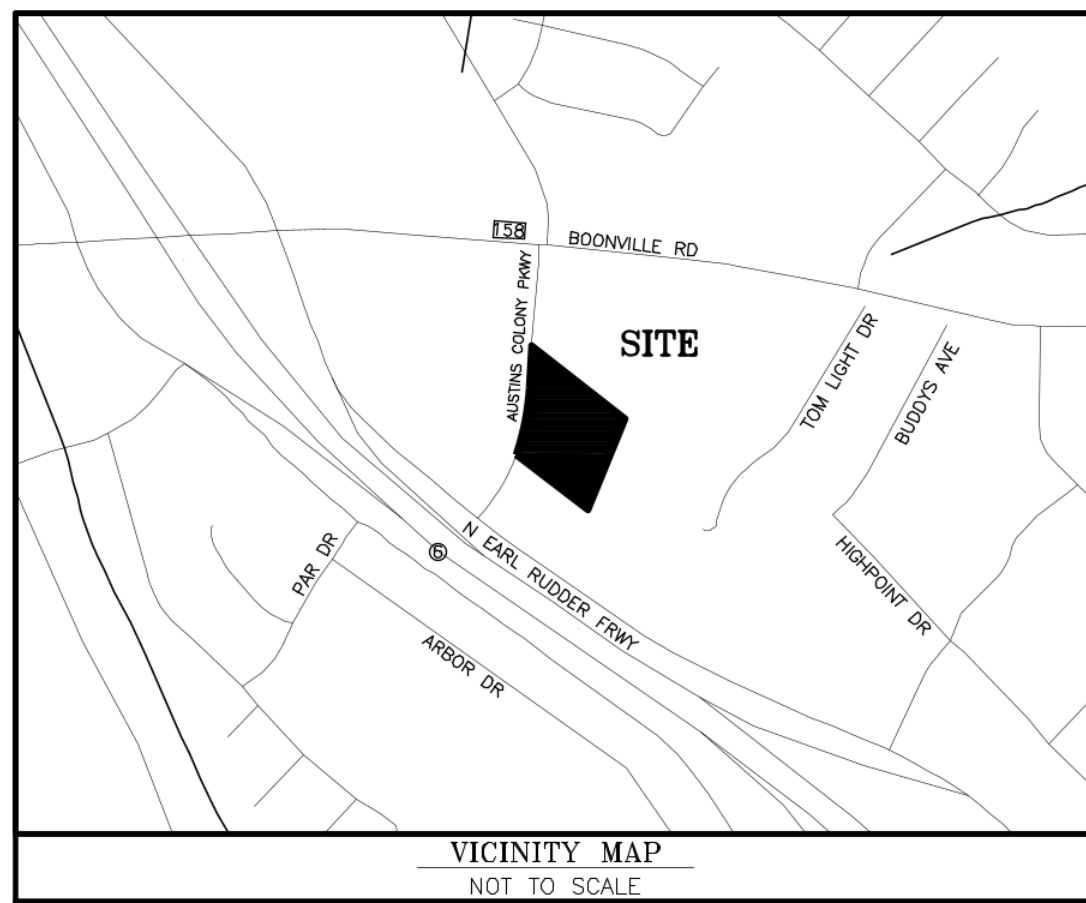 158
BOONVILLE RD
AUSTINS COLONY PKWY
SITE
TOM LIGHT DR
BUDDYS AVE
HIGHPOINT DR
N EARL RUDDER FRWY
6
PAR DR
ARBOR DR
VICINITY MAP
NOT TO SCALE